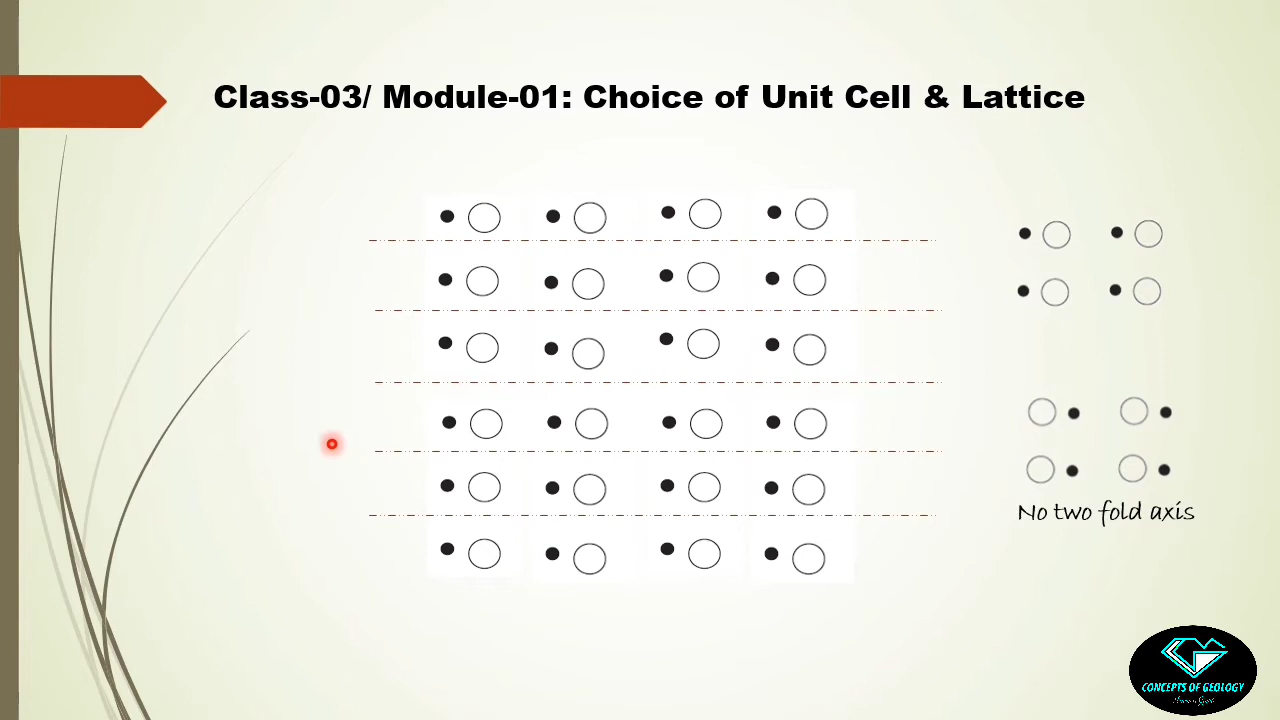 Class-03/ Module-01: Choice of Unit Cell & Lattice
No two fold axis
CONCEPTS OF GEOLOGY